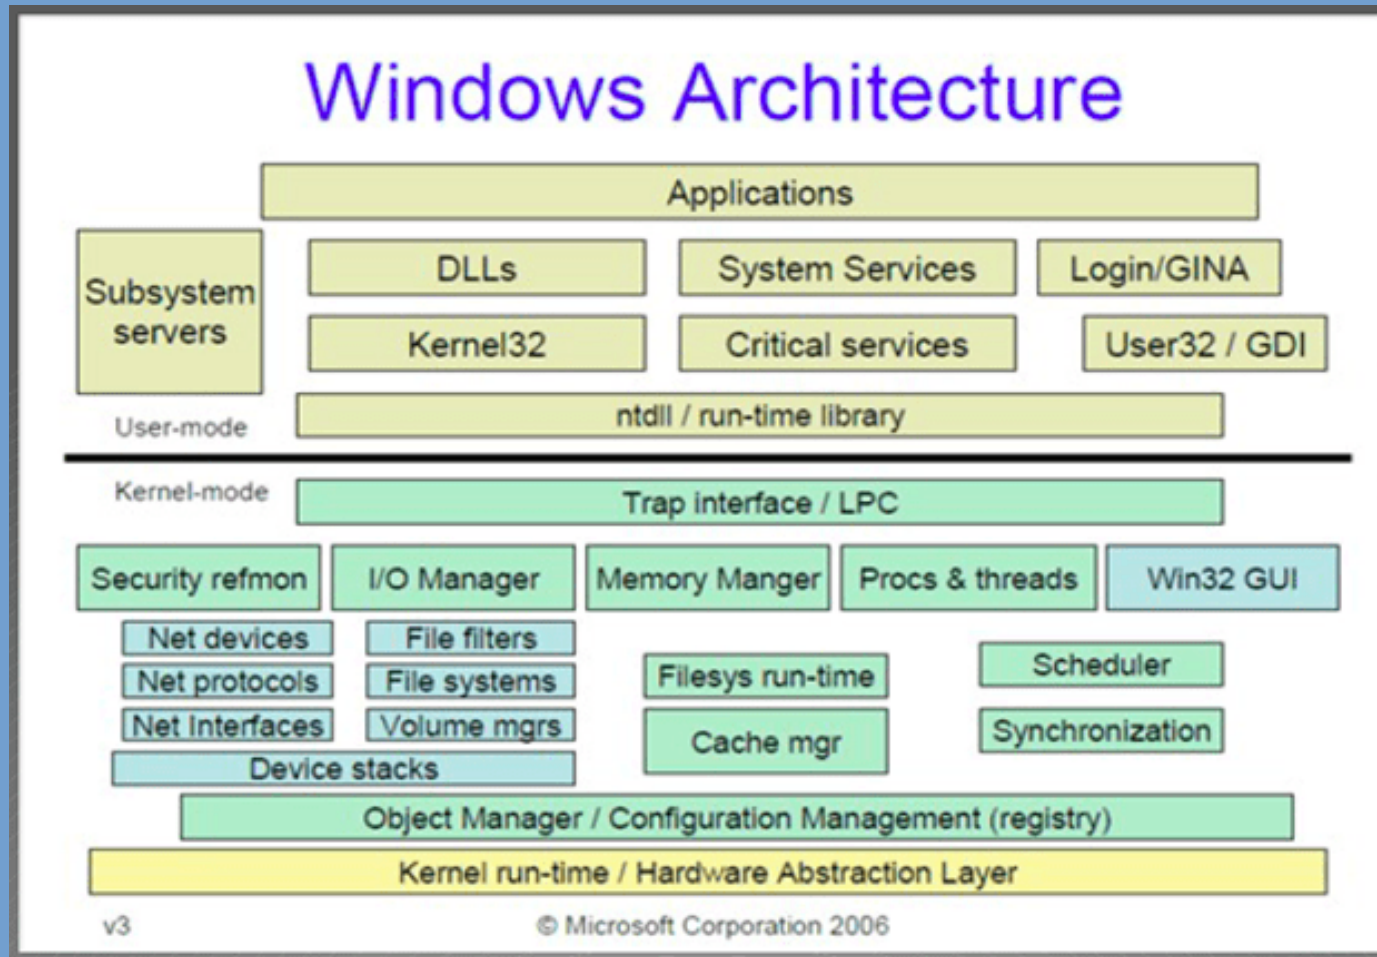 Windows Architecture
Applications
Subsystem
servers
DLLs
System Services
Login/GINA
Kernel32
Critical services
User32 / GDI
ntdll / run-time library
User-mode
Kernel-mode
Trap interface / LPC
Security refmon
I/O Manager
Memory Manger
Procs & threads
Win32 GUI
Net devices
File filters
Net protocols
File systems
Net Interfaces
Volume mgrs
Device stacks
Filesys run-time
Cache mgr
Scheduler
Synchronization
Object Manager / Configuration Management (registry)
Kernel run-time / Hardware Abstraction Layer
v3
© Microsoft Corporation 2006